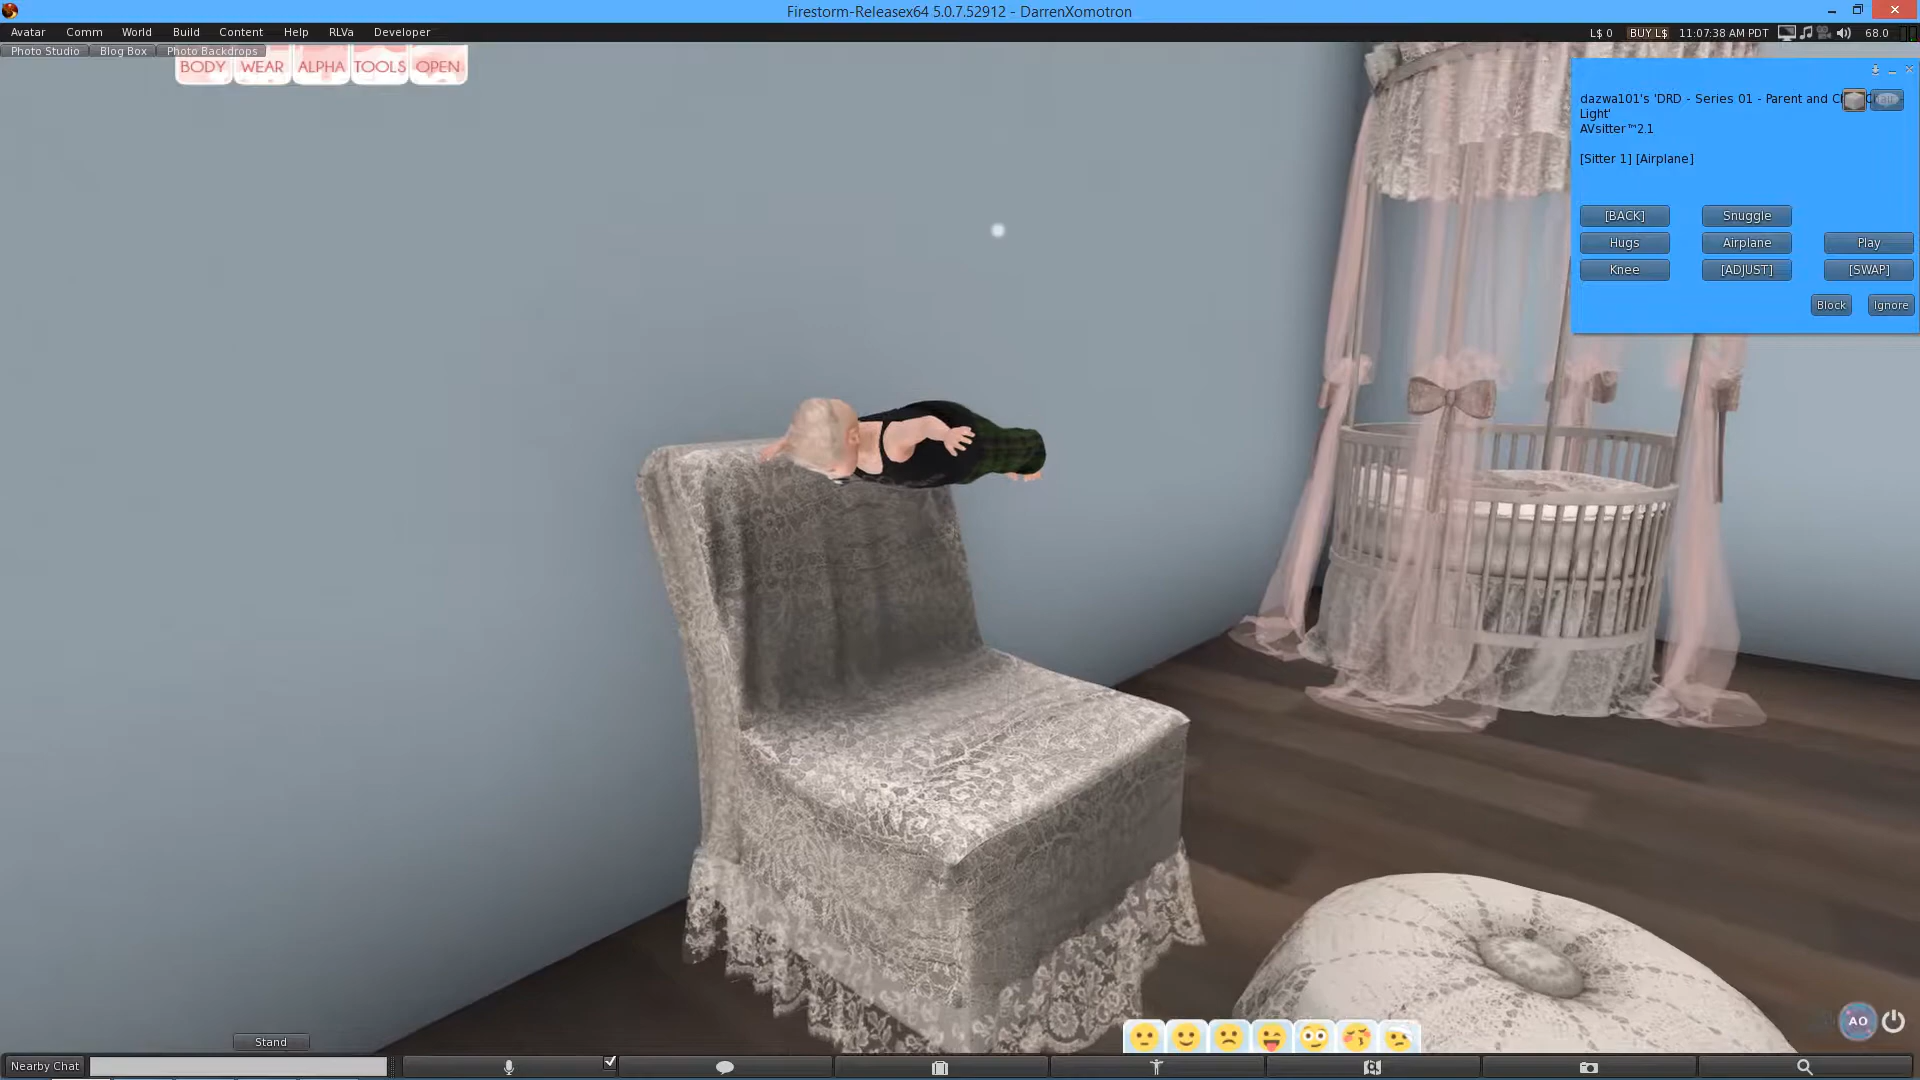 Firestorm-Releasex64 5.0.7.52912 - DarrenXomotron
Avatar Comm World Build Content Help RLVa Developer
L$ 0 BUY L$ 11:07:38 AM PDT 68.0
Photo Studio Blog Box Photo Backdrops
BODY WEAR ALPHA TOOLS OPEN
dazwa101's 'DRD - Series 01 - Parent and
Light'
AVsitter™2.1
[Sitter 1] [Airplane]
[BACK] Snuggle
Hugs Airplane Play
Knee [ADJUST] [SWAP]
Block Ignore
AO
Stand
Nearby Chat